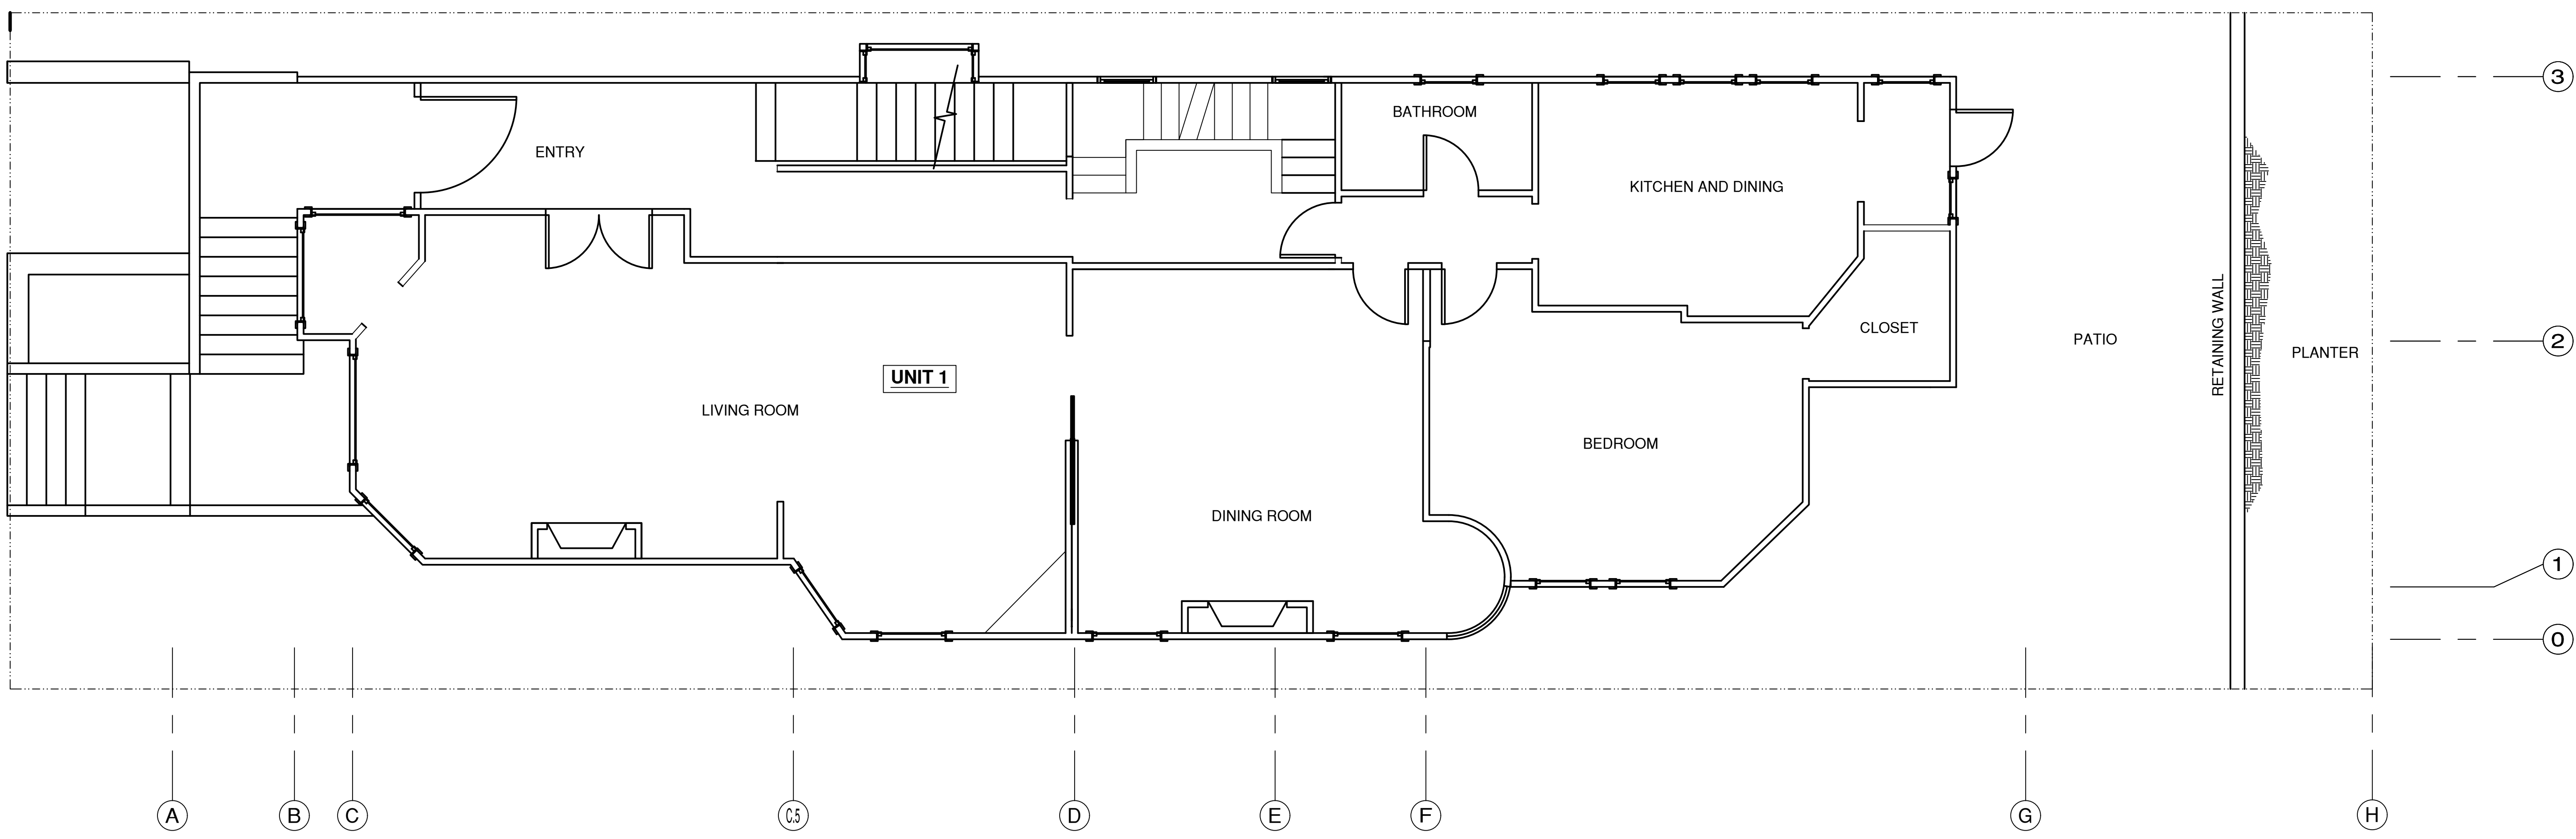 3
BATHROOM
ENTRY
KITCHEN AND DINING
CLOSET
PATIO
RETAINING WALL
PLANTER
2
UNIT 1
LIVING ROOM
BEDROOM
DINING ROOM
1
0
A
B
C
C.5
D
E
F
G
H